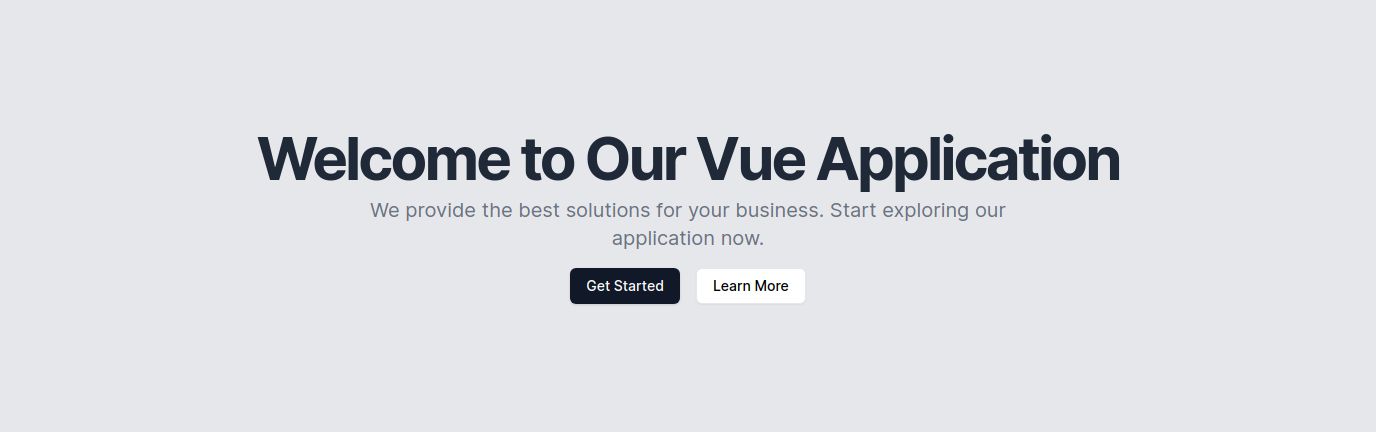 Welcome to Our Vue Application
We provide the best solutions for your business. Start exploring our
application now.
Get Started
Learn More